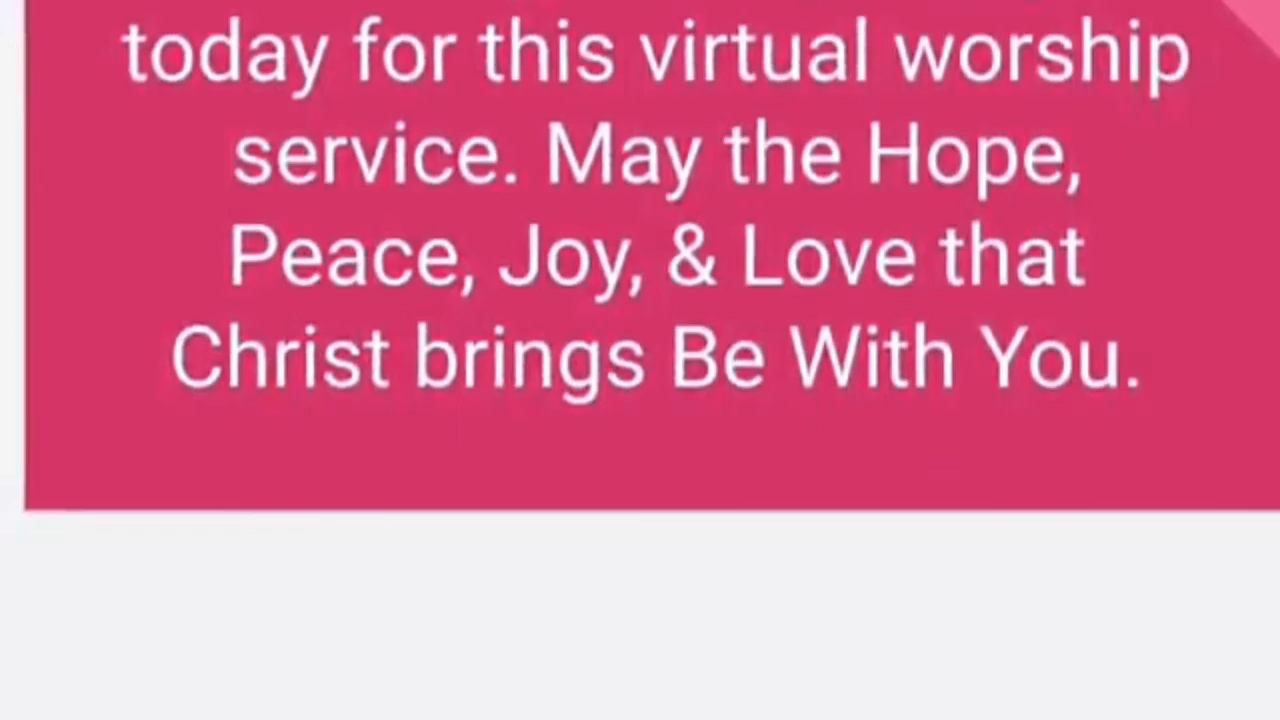 today for this virtual worship
service. May the Hope,
Peace, Joy, & Love that
Christ brings Be With You.